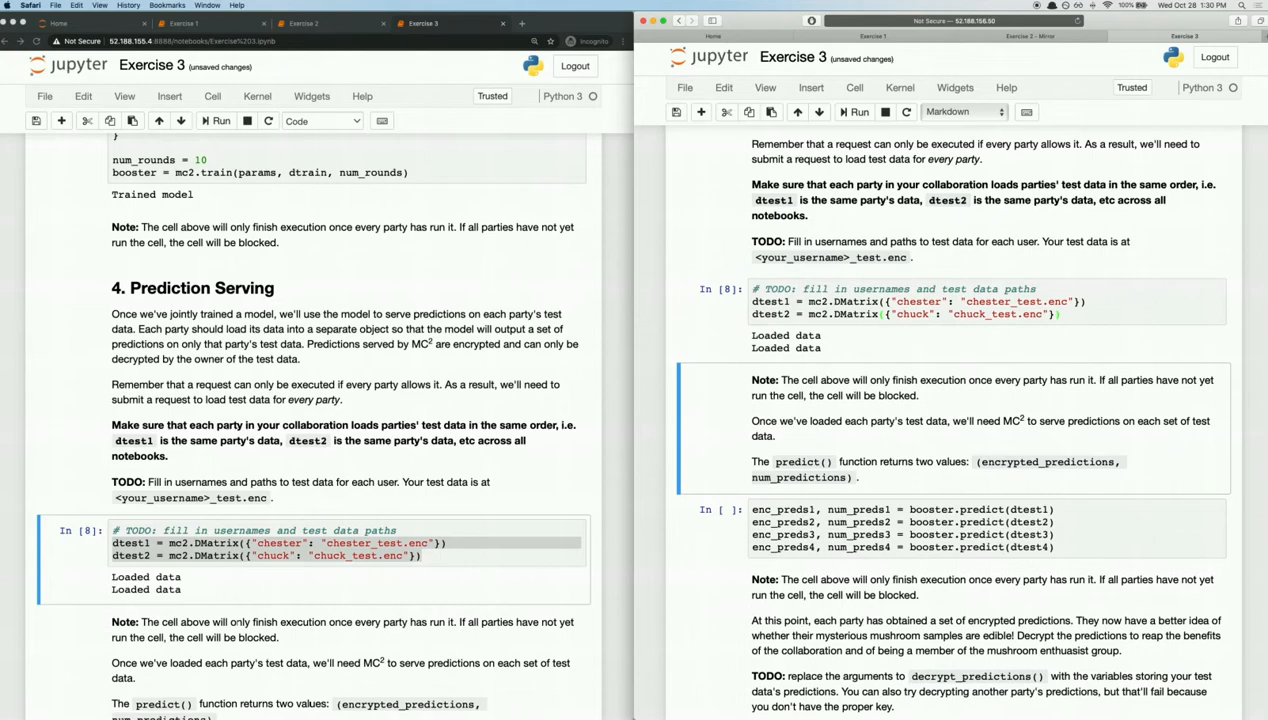 Safari File Edit View History Bookmarks Window Help
100% Wed Oct 28 1:30 PM
Home Exercise 1 Exercise 2 Exercise 3
Not Secure | 52.188.155.4:8888/notebooks/Exercise%203.ipynb
Incognito
jupyter Exercise 3 (unsaved changes)
Logout
File Edit View Insert Cell Kernel Widgets Help
Trusted
Python 3
Run
Code
}
num_rounds = 10
booster = mc2.train(params, dtrain, num_rounds)
Trained model
Note: The cell above will only finish execution once every party has run it. If all parties have not yet
run the cell, the cell will be blocked.
4. Prediction Serving
Once we've jointly trained a model, we'll use the model to serve predictions on each party's test
data. Each party should load its data into a separate object so that the model will output a set of
predictions on only that party's test data. Predictions served by MC2 are encrypted and can only be
decrypted by the owner of the test data.
Remember that a request can only be executed if every party allows it. As a result, we'll need to
submit a request to load test data for every party.
Make sure that each party in your collaboration loads parties' test data in the same order, i.e.
dtest1 is the same party's data, dtest2 is the same party's data, etc across all
notebooks.
TODO: Fill in usernames and paths to test data for each user. Your test data is at
<your_username>_test.enc .
In [8]:
# TODO: fill in usernames and test data paths
dtest1 = mc2.DMatrix({"chester": "chester_test.enc"})
dtest2 = mc2.DMatrix({"chuck": "chuck_test.enc"})
Loaded data
Loaded data
Note: The cell above will only finish execution once every party has run it. If all parties have not yet
run the cell, the cell will be blocked.
Once we've loaded each party's test data, we'll need MC2 to serve predictions on each set of test
data.
The predict() function returns two values: (encrypted_predictions,
num_predictions)
Not Secure — 52.188.156.50
Home Exercise 1 Exercise 2 - Mirror Exercise 3
jupyter Exercise 3 (unsaved changes)
Logout
File Edit View Insert Cell Kernel Widgets Help
Trusted
Python 3
Run
Markdown
Remember that a request can only be executed if every party allows it. As a result, we'll need to
submit a request to load test data for every party.
Make sure that each party in your collaboration loads parties' test data in the same order, i.e.
dtest1 is the same party's data, dtest2 is the same party's data, etc across all
notebooks.
TODO: Fill in usernames and paths to test data for each user. Your test data is at
<your_username>_test.enc .
In [8]:
# TODO: fill in usernames and test data paths
dtest1 = mc2.DMatrix({"chester": "chester_test.enc"})
dtest2 = mc2.DMatrix({"chuck": "chuck_test.enc"})
Loaded data
Loaded data
Note: The cell above will only finish execution once every party has run it. If all parties have not yet
run the cell, the cell will be blocked.
Once we've loaded each party's test data, we'll need MC2 to serve predictions on each set of test
data.
The predict() function returns two values: (encrypted_predictions,
num_predictions) .
In [ ]:
enc_preds1, num_preds1 = booster.predict(dtest1)
enc_preds2, num_preds2 = booster.predict(dtest2)
enc_preds3, num_preds3 = booster.predict(dtest3)
enc_preds4, num_preds4 = booster.predict(dtest4)
Note: The cell above will only finish execution once every party has run it. If all parties have not yet
run the cell, the cell will be blocked.
At this point, each party has obtained a set of encrypted predictions. They now have a better idea of
whether their mysterious mushroom samples are edible! Decrypt the predictions to reap the benefits
of the collaboration and of being a member of the mushroom enthusiast group.
TODO: replace the arguments to decrypt_predictions() with the variables storing your test
data's predictions. You can also try decrypting another party's predictions, but that'll fail because
you don't have the proper key.